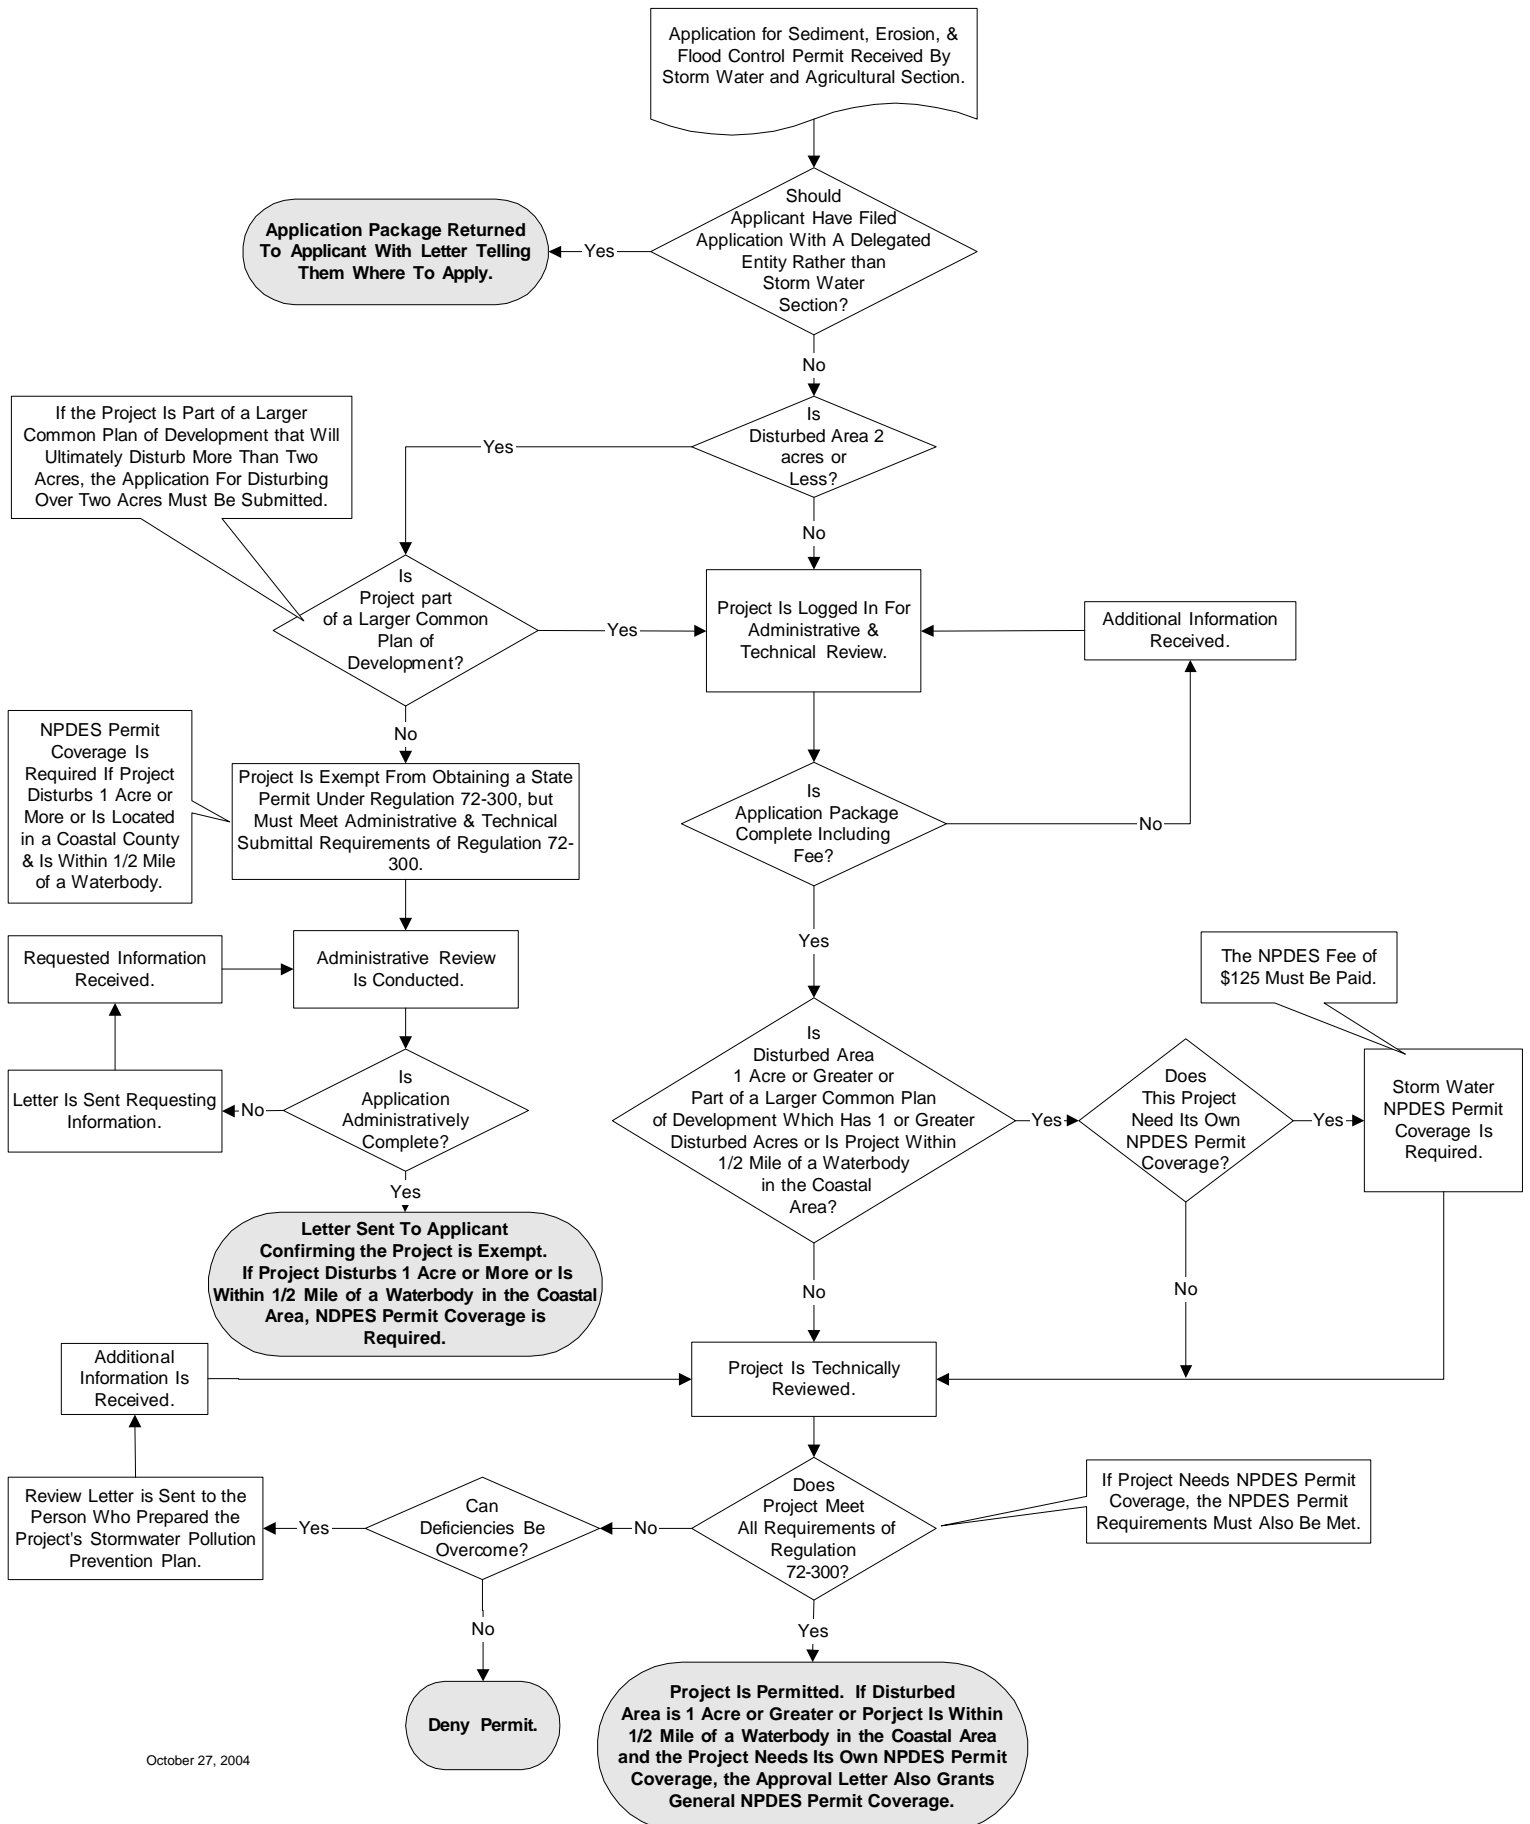 Application for Sediment, Erosion, &
Flood Control Permit Received By
Storm Water and Agricultural Section.
Should
Applicant Have Filed
Application With A Delegated
Entity Rather than
Storm Water
Section?
Yes
Application Package Returned
To Applicant With Letter Telling
Them Where To Apply.
No
Is
Disturbed Area 2
acres or
Less?
Yes
If the Project Is Part of a Larger
Common Plan of Development that Will
Ultimately Disturb More Than Two
Acres, the Application For Disturbing
Over Two Acres Must Be Submitted.
No
Is
Project part
of a Larger Common
Plan of
Development?
Yes
Project Is Logged In For
Administrative &
Technical Review.
Additional Information
Received.
No
NPDES Permit
Coverage Is
Required If Project
Disturbs 1 Acre or
More or Is Located
in a Coastal County
& Is Within 1/2 Mile
of a Waterbody.
Project Is Exempt From Obtaining a State
Permit Under Regulation 72-300, but
Must Meet Administrative & Technical
Submittal Requirements of Regulation 72-
300.
Is
Application Package
Complete Including
Fee?
No
Yes
Requested Information
Received.
Administrative Review
Is Conducted.
The NPDES Fee of
$125 Must Be Paid.
Letter Is Sent Requesting
Information.
No
Is
Application
Administratively
Complete?
Is
Disturbed Area
1 Acre or Greater or
Part of a Larger Common Plan
of Development Which Has 1 or Greater
Disturbed Acres or Is Project Within
1/2 Mile of a Waterbody
in the Coastal
Area?
Yes
Does
This Project
Need Its Own
NPDES Permit
Coverage?
Yes
Storm Water
NPDES Permit
Coverage Is
Required.
Yes
Letter Sent To Applicant
Confirming the Project is Exempt.
If Project Disturbs 1 Acre or More or Is
Within 1/2 Mile of a Waterbody in the Coastal
Area, NDPES Permit Coverage is
Required.
No
No
Additional
Information Is
Received.
Project Is Technically
Reviewed.
Review Letter is Sent to the
Person Who Prepared the
Project's Stormwater Pollution
Prevention Plan.
Yes
Can
Deficiencies Be
Overcome?
No
Does
Project Meet
All Requirements of
Regulation
72-300?
If Project Needs NPDES Permit
Coverage, the NPDES Permit
Requirements Must Also Be Met.
No
Yes
Deny Permit.
Project Is Permitted. If Disturbed
Area is 1 Acre or Greater or Porject Is Within
1/2 Mile of a Waterbody in the Coastal Area
and the Project Needs Its Own NPDES Permit
Coverage, the Approval Letter Also Grants
General NPDES Permit Coverage.
October 27, 2004